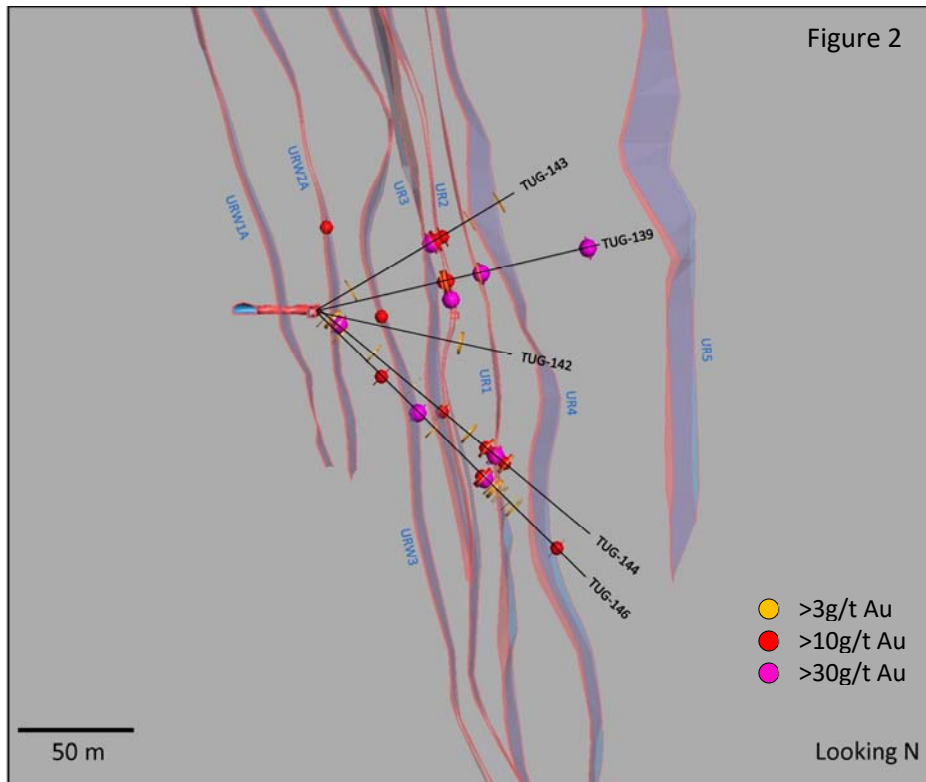 Figure 2
TUG-143
URW2A
URW1A
UR3
UR2
TUG-139
UR5
TUG-142
UR1
UR4
URW3
TUG-144
TUG-146
>3g/t Au
>10g/t Au
>30g/t Au
50 m
Looking N